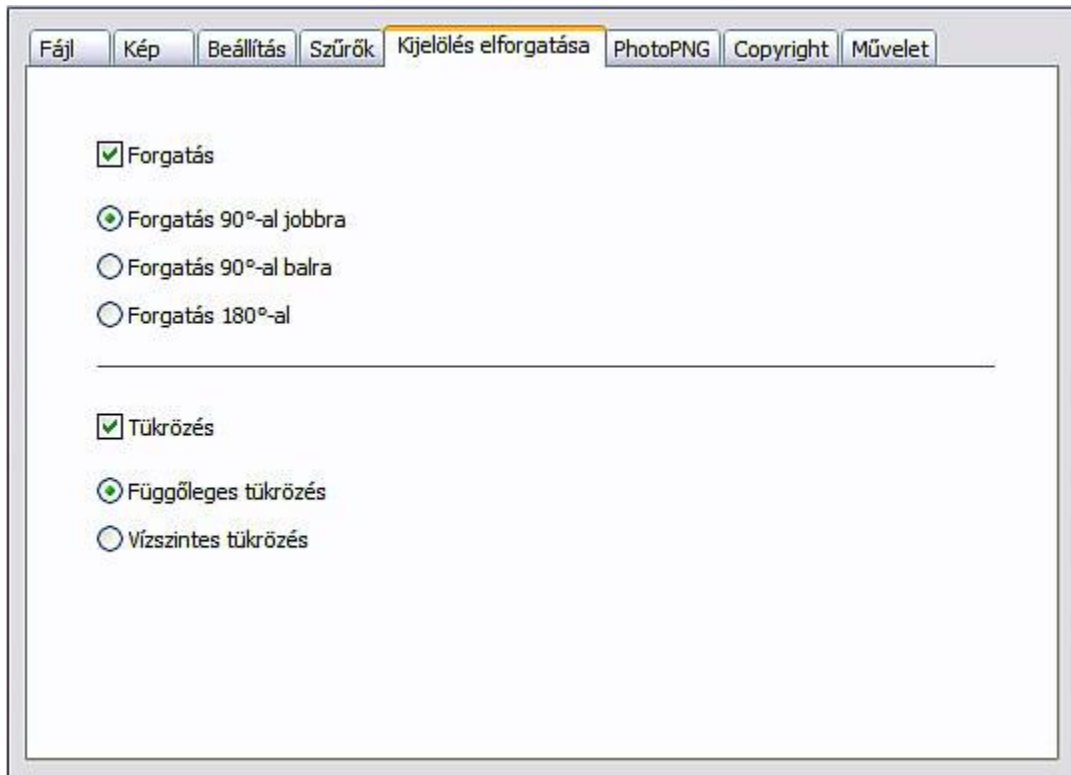 Fájl Kép Beállítás Szűrők Kijelölés elforgatása PhotoPNG Copyright Művelet
Forgatás
Forgatás 90°-al jobbra
Forgatás 90°-al balra
Forgatás 180°-al
Tükrözés
Függőleges tükrözés
Vízszintes tükrözés